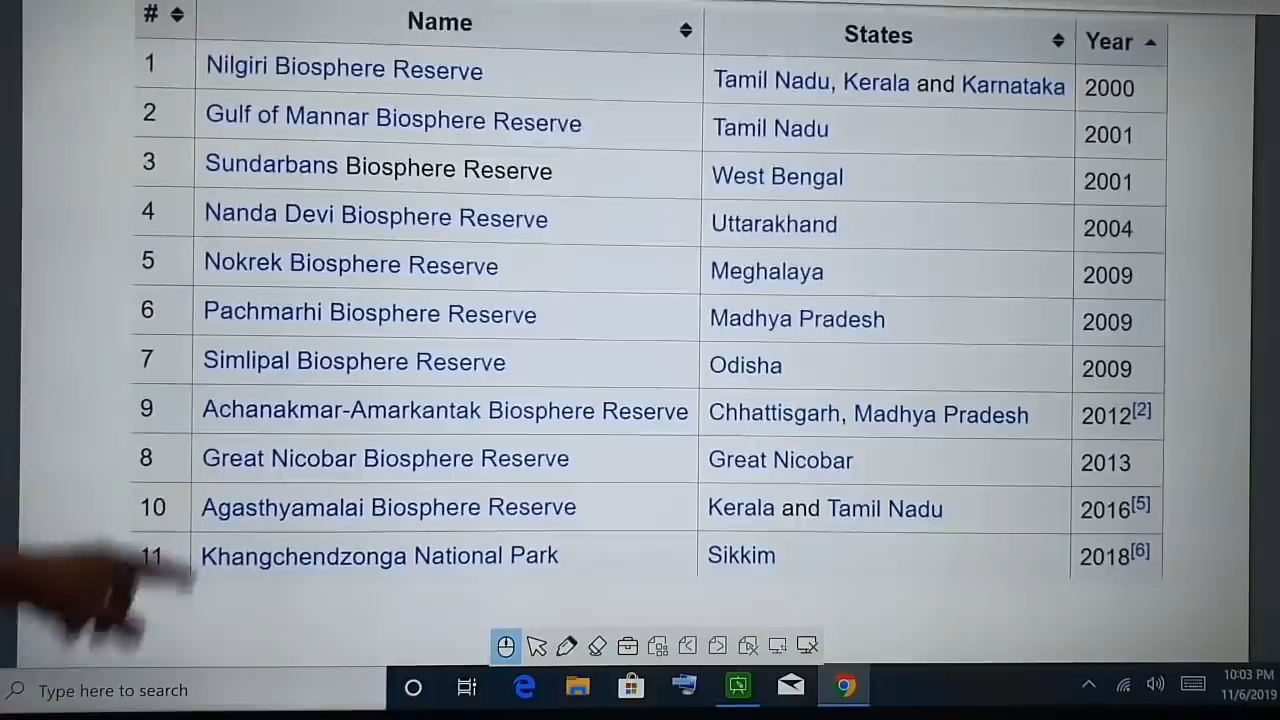 # Name States Year
1 Nilgiri Biosphere Reserve Tamil Nadu, Kerala and Karnataka 2000
2 Gulf of Mannar Biosphere Reserve Tamil Nadu 2001
3 Sundarbans Biosphere Reserve West Bengal 2001
4 Nanda Devi Biosphere Reserve Uttarakhand 2004
5 Nokrek Biosphere Reserve Meghalaya 2009
6 Pachmarhi Biosphere Reserve Madhya Pradesh 2009
7 Simlipal Biosphere Reserve Odisha 2009
9 Achanakmar-Amarkantak Biosphere Reserve Chhattisgarh, Madhya Pradesh 2012[2]
8 Great Nicobar Biosphere Reserve Great Nicobar 2013
10 Agasthyamalai Biosphere Reserve Kerala and Tamil Nadu 2016[5]
11 Khangchendzonga National Park Sikkim 2018[6]
Type here to search
10:03 PM
11/6/2019